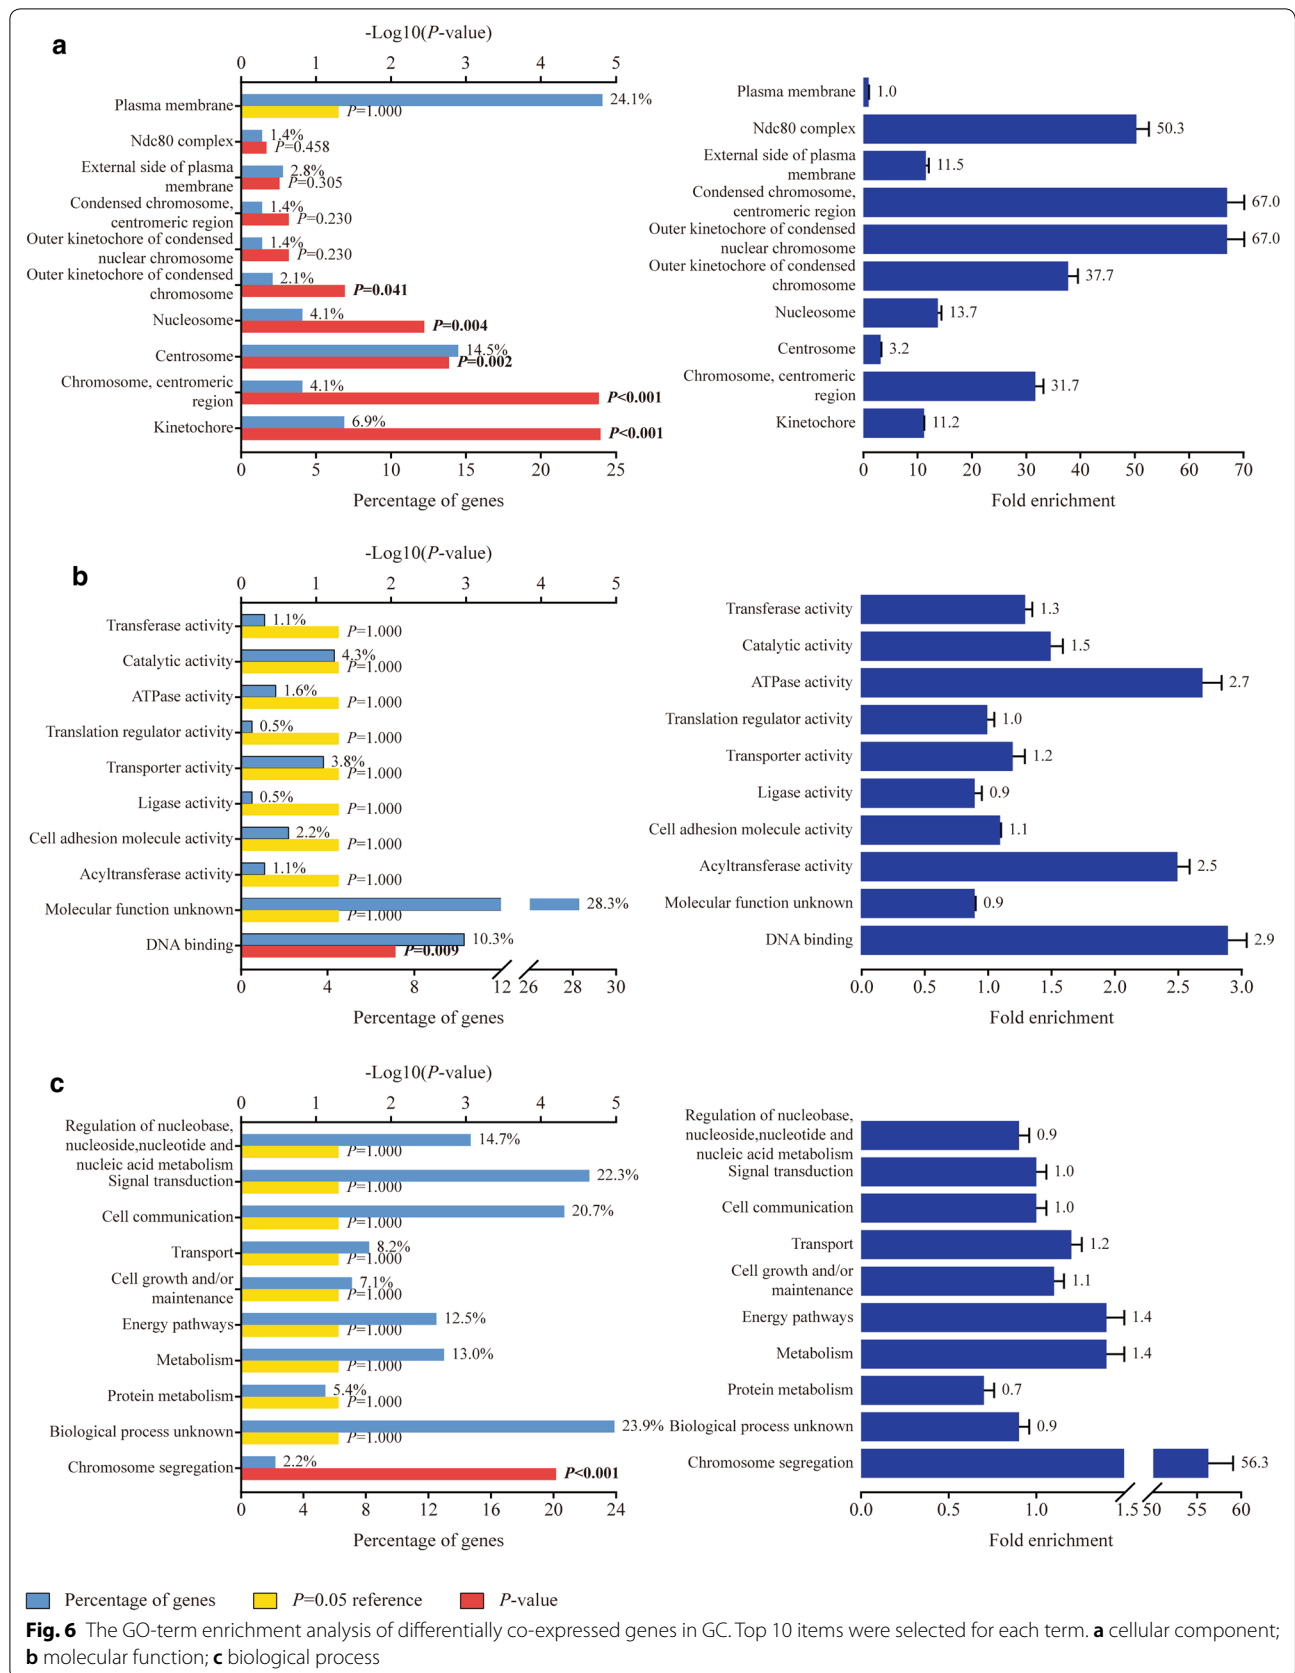 a
-Log10(P-value)
0 1 2 3 4 5
Plasma membrane 24.1% P=1.000
Ndc80 complex 1.4% P=0.458
External side of plasma
membrane 2.8% P=0.305
Condensed chromosome,
centromeric region 1.4% P=0.230
Outer kinetochore of condensed
nuclear chromosome 1.4% P=0.230
Outer kinetochore of condensed
chromosome 2.1% P=0.041
Nucleosome 4.1% P=0.004
Centrosome 14.5% P=0.002
Chromosome, centromeric
region 4.1% P<0.001
Kinetochore 6.9% P<0.001
0 5 10 15 20 25
Percentage of genes
Plasma membrane 1.0
Ndc80 complex 50.3
External side of plasma
membrane 11.5
Condensed chromosome,
centromeric region 67.0
Outer kinetochore of condensed
nuclear chromosome 67.0
Outer kinetochore of condensed
chromosome 37.7
Nucleosome 13.7
Centrosome 3.2
Chromosome, centromeric
region 31.7
Kinetochore 11.2
0 10 20 30 40 50 60 70
Fold enrichment
b
-Log10(P-value)
0 1 2 3 4 5
Transferase activity 1.1% P=1.000
Catalytic activity 4.3% P=1.000
ATPase activity 1.6% P=1.000
Translation regulator activity 0.5% P=1.000
Transporter activity 3.8% P=1.000
Ligase activity 0.5% P=1.000
Cell adhesion molecule activity 2.2% P=1.000
Acyltransferase activity 1.1% P=1.000
Molecular function unknown 28.3% P=1.000
DNA binding 10.3% P=0.009
0 4 8 12 26 28 30
Percentage of genes
Transferase activity 1.3
Catalytic activity 1.5
ATPase activity 2.7
Translation regulator activity 1.0
Transporter activity 1.2
Ligase activity 0.9
Cell adhesion molecule activity 1.1
Acyltransferase activity 2.5
Molecular function unknown 0.9
DNA binding 2.9
0.0 0.5 1.0 1.5 2.0 2.5 3.0
Fold enrichment
c
-Log10(P-value)
0 1 2 3 4 5
Regulation of nucleobase,
nucleoside,nucleotide and
nucleic acid metabolism 14.7% P=1.000
Signal transduction 22.3% P=1.000
Cell communication 20.7% P=1.000
Transport 8.2% P=1.000
Cell growth and/or
maintenance 7.1% P=1.000
Energy pathways 12.5% P=1.000
Metabolism 13.0% P=1.000
Protein metabolism 5.4% P=1.000
Biological process unknown 23.9% P=1.000
Chromosome segregation 2.2% P<0.001
0 4 8 12 16 20 24
Percentage of genes
Regulation of nucleobase,
nucleoside,nucleotide and
nucleic acid metabolism 0.9
Signal transduction 1.0
Cell communication 1.0
Transport 1.2
Cell growth and/or
maintenance 1.1
Energy pathways 1.4
Metabolism 1.4
Protein metabolism 0.7
Biological process unknown 0.9
Chromosome segregation 56.3
0.0 0.5 1.0 1.5 50 55 60
Fold enrichment
Percentage of genes P=0.05 reference P-value
Fig. 6 The GO-term enrichment analysis of differentially co-expressed genes in GC. Top 10 items were selected for each term. a cellular component;
b molecular function; c biological process